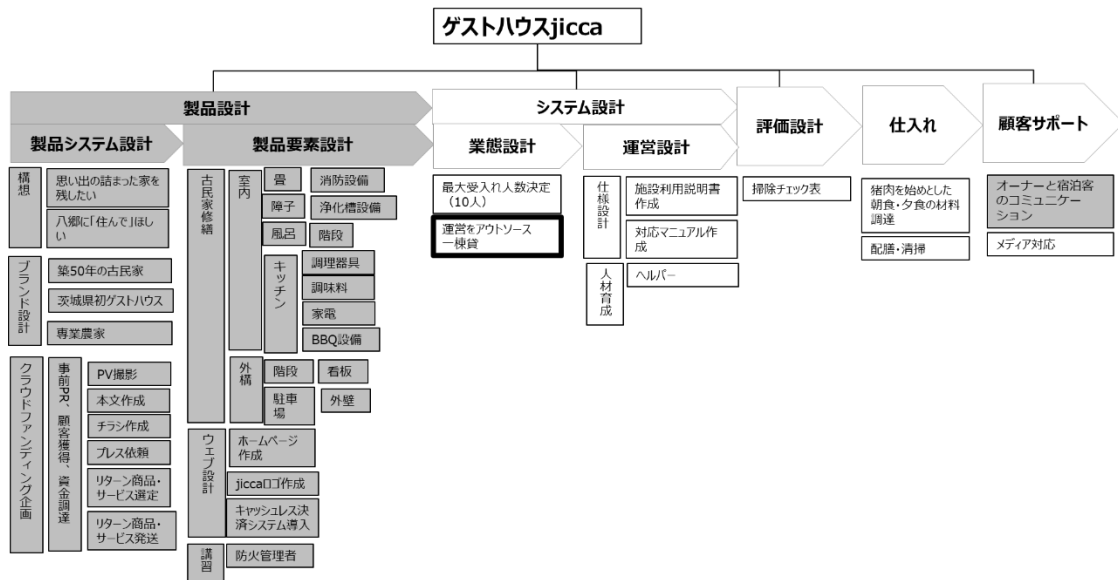 ゲストハウスjicca
製品設計
システム設計
評価設計
仕入れ
顧客サポート
製品システム設計
製品要素設計
業態設計
運営設計
構想
思い出の詰まった家を
残したい
八郷に「住んで」ほし
い
ブランド設計
築50年の古民家
茨城県初ゲストハウス
専業農家
クラウドファンディング企画
事前PR、顧客獲得、資金調達
PV撮影
本文作成
チラシ作成
プレス依頼
リターン商品・
サービス選定
リターン商品・
サービス発送
古民家修繕
室内
畳
消防設備
障子
浄化槽設備
風呂
階段
キッチン
調理器具
調味料
家電
BBQ設備
外構
階段
看板
駐車
場
外壁
ウェブ設計
ホームページ
作成
jiccaロゴ作成
キャッシュレス決
済システム導入
講習
防火管理者
最大受入れ人数決定
（10人）
運営をアウトソース
一棟貸
仕様設計
施設利用説明書
作成
対応マニュアル作
成
人材育成
ヘルパー
掃除チェック表
猪肉を始めとした
朝食・夕食の材料
調達
配膳・清掃
オーナーと宿泊客
のコミュニケー
ション
メディア対応